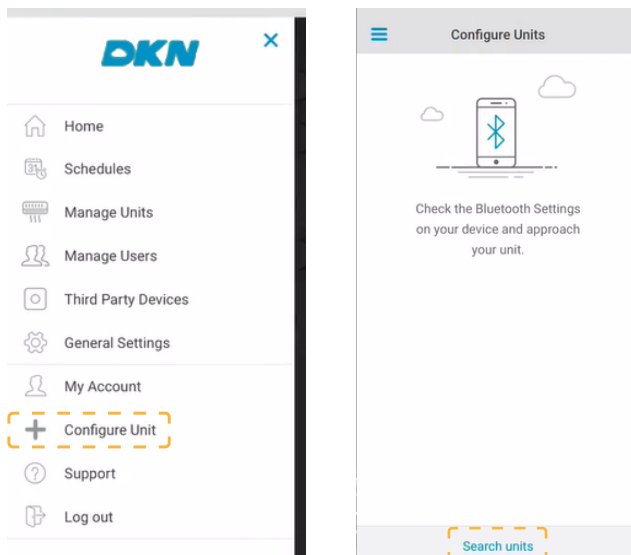 DKN
Home
Schedules
31
Manage Units
Manage Users
Third Party Devices
General Settings
My Account
Configure Unit
Support
Log out
Configure Units
Check the Bluetooth Settings
on your device and approach
your unit.
Search units